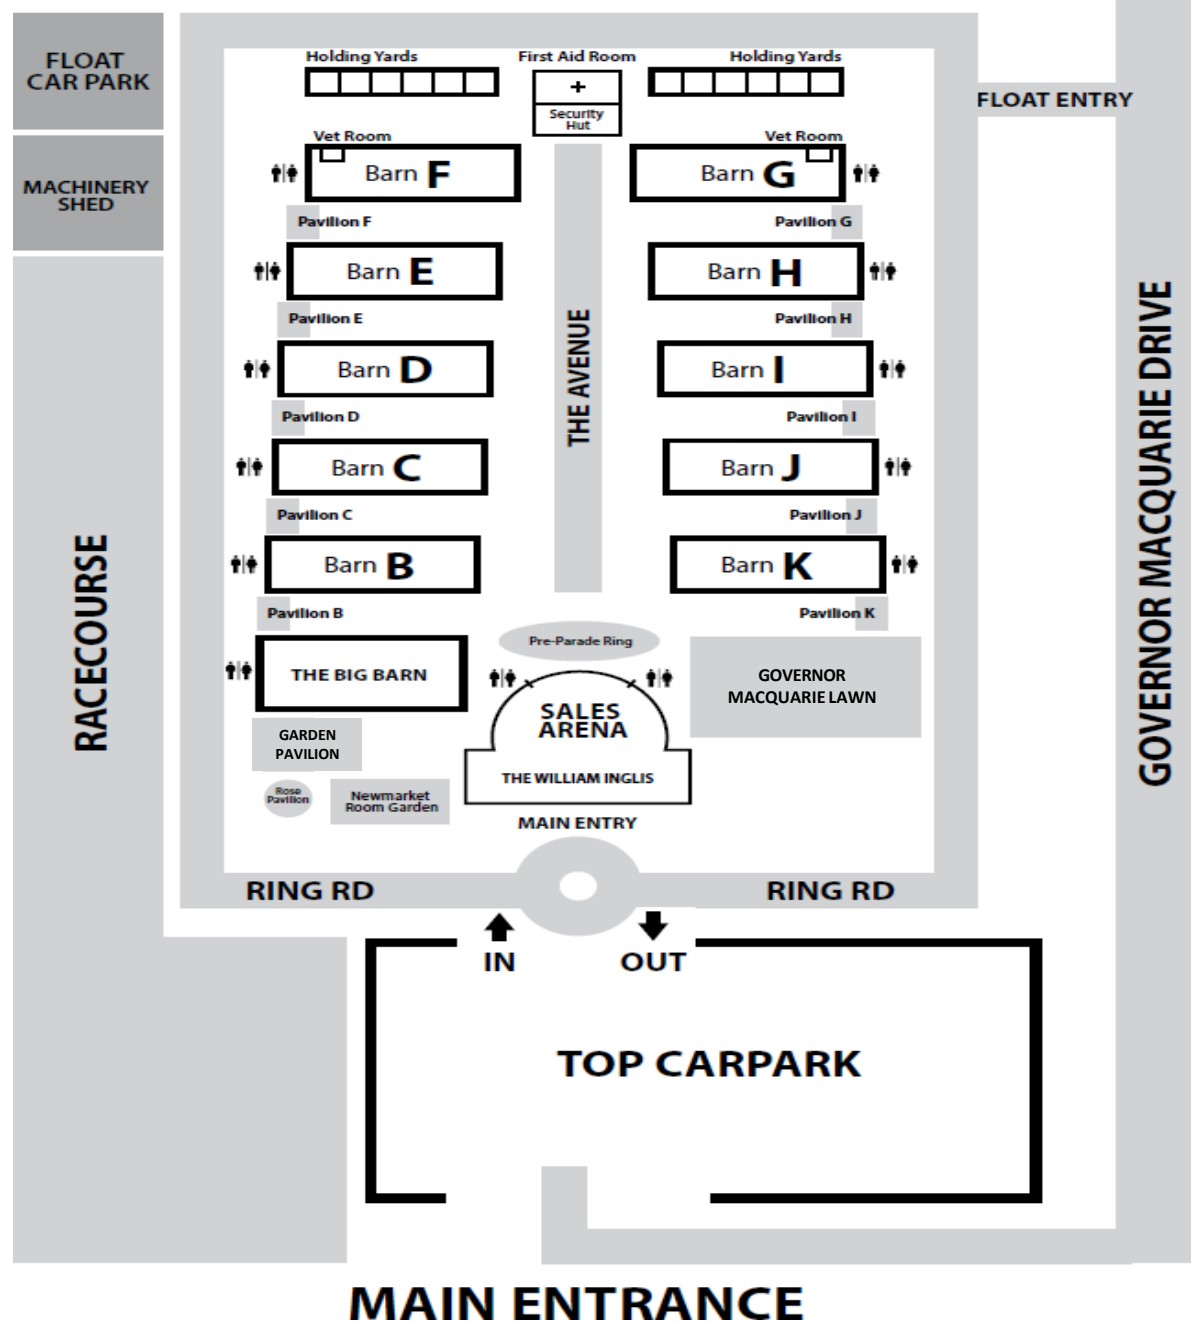 FLOAT
CAR PARK
MACHINERY
SHED
RACECOURSE
Holding Yards
First Aid Room
Holding Yards
Security
Hut
FLOAT ENTRY
Vet Room
Vet Room
Barn F
Barn G
Pavilion F
Pavilion G
Barn E
Barn H
Pavilion E
Pavilion H
THE AVENUE
Barn D
Barn I
Pavilion D
Pavilion I
Barn C
Barn J
Pavilion C
Pavilion J
Barn B
Barn K
Pavilion B
Pavilion K
GOVERNOR MACQUARIE DRIVE
Pre-Parade Ring
THE BIG BARN
GOVERNOR
MACQUARIE LAWN
SALES
ARENA
GARDEN
PAVILION
THE WILLIAM INGLIS
Rose
Pavilion
Newmarket
Room Garden
MAIN ENTRY
RING RD
RING RD
IN
OUT
TOP CARPARK
MAIN ENTRANCE